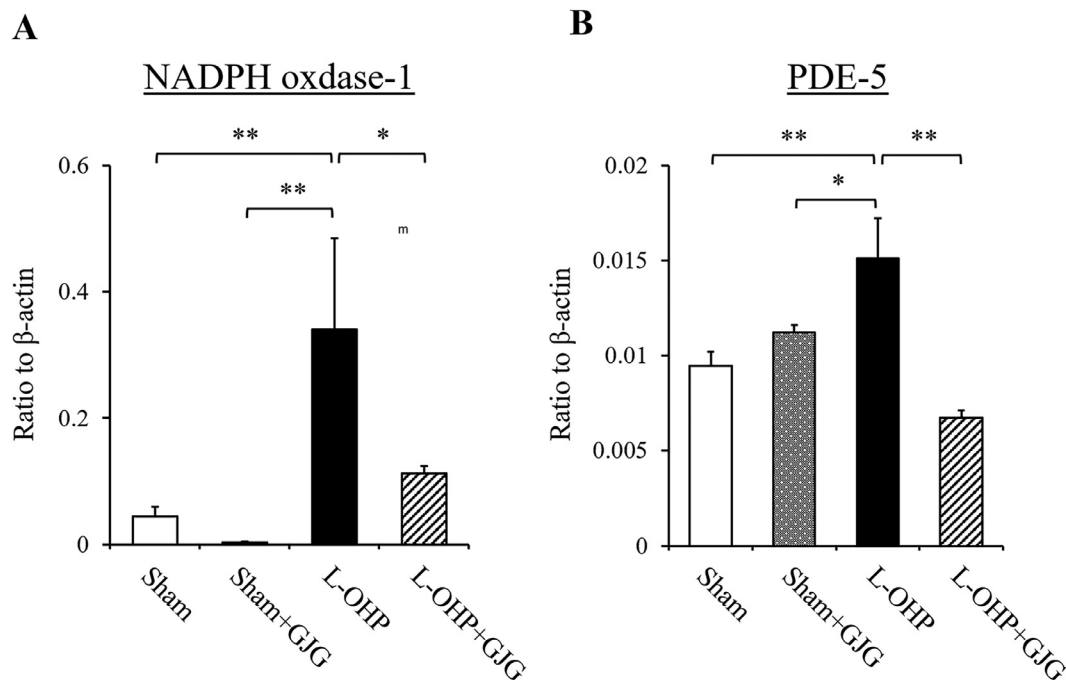 A
NADPH oxdase-1
** *
**
m
0.6
0.4
0.2
0
Ratio to β-actin
Sham
Sham+GJG
L-OHP
L-OHP+GJG
B
PDE-5
** **
*
0.02
0.015
0.01
0.005
0
Ratio to β-actin
Sham
Sham+GJG
L-OHP
L-OHP+GJG